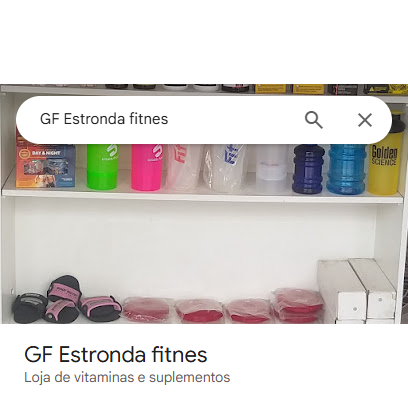 GF Estronda fitnes
DAY & NIGHT
Golden
SCIENCE
GF Estronda fitnes
Loja de vitaminas e suplementos